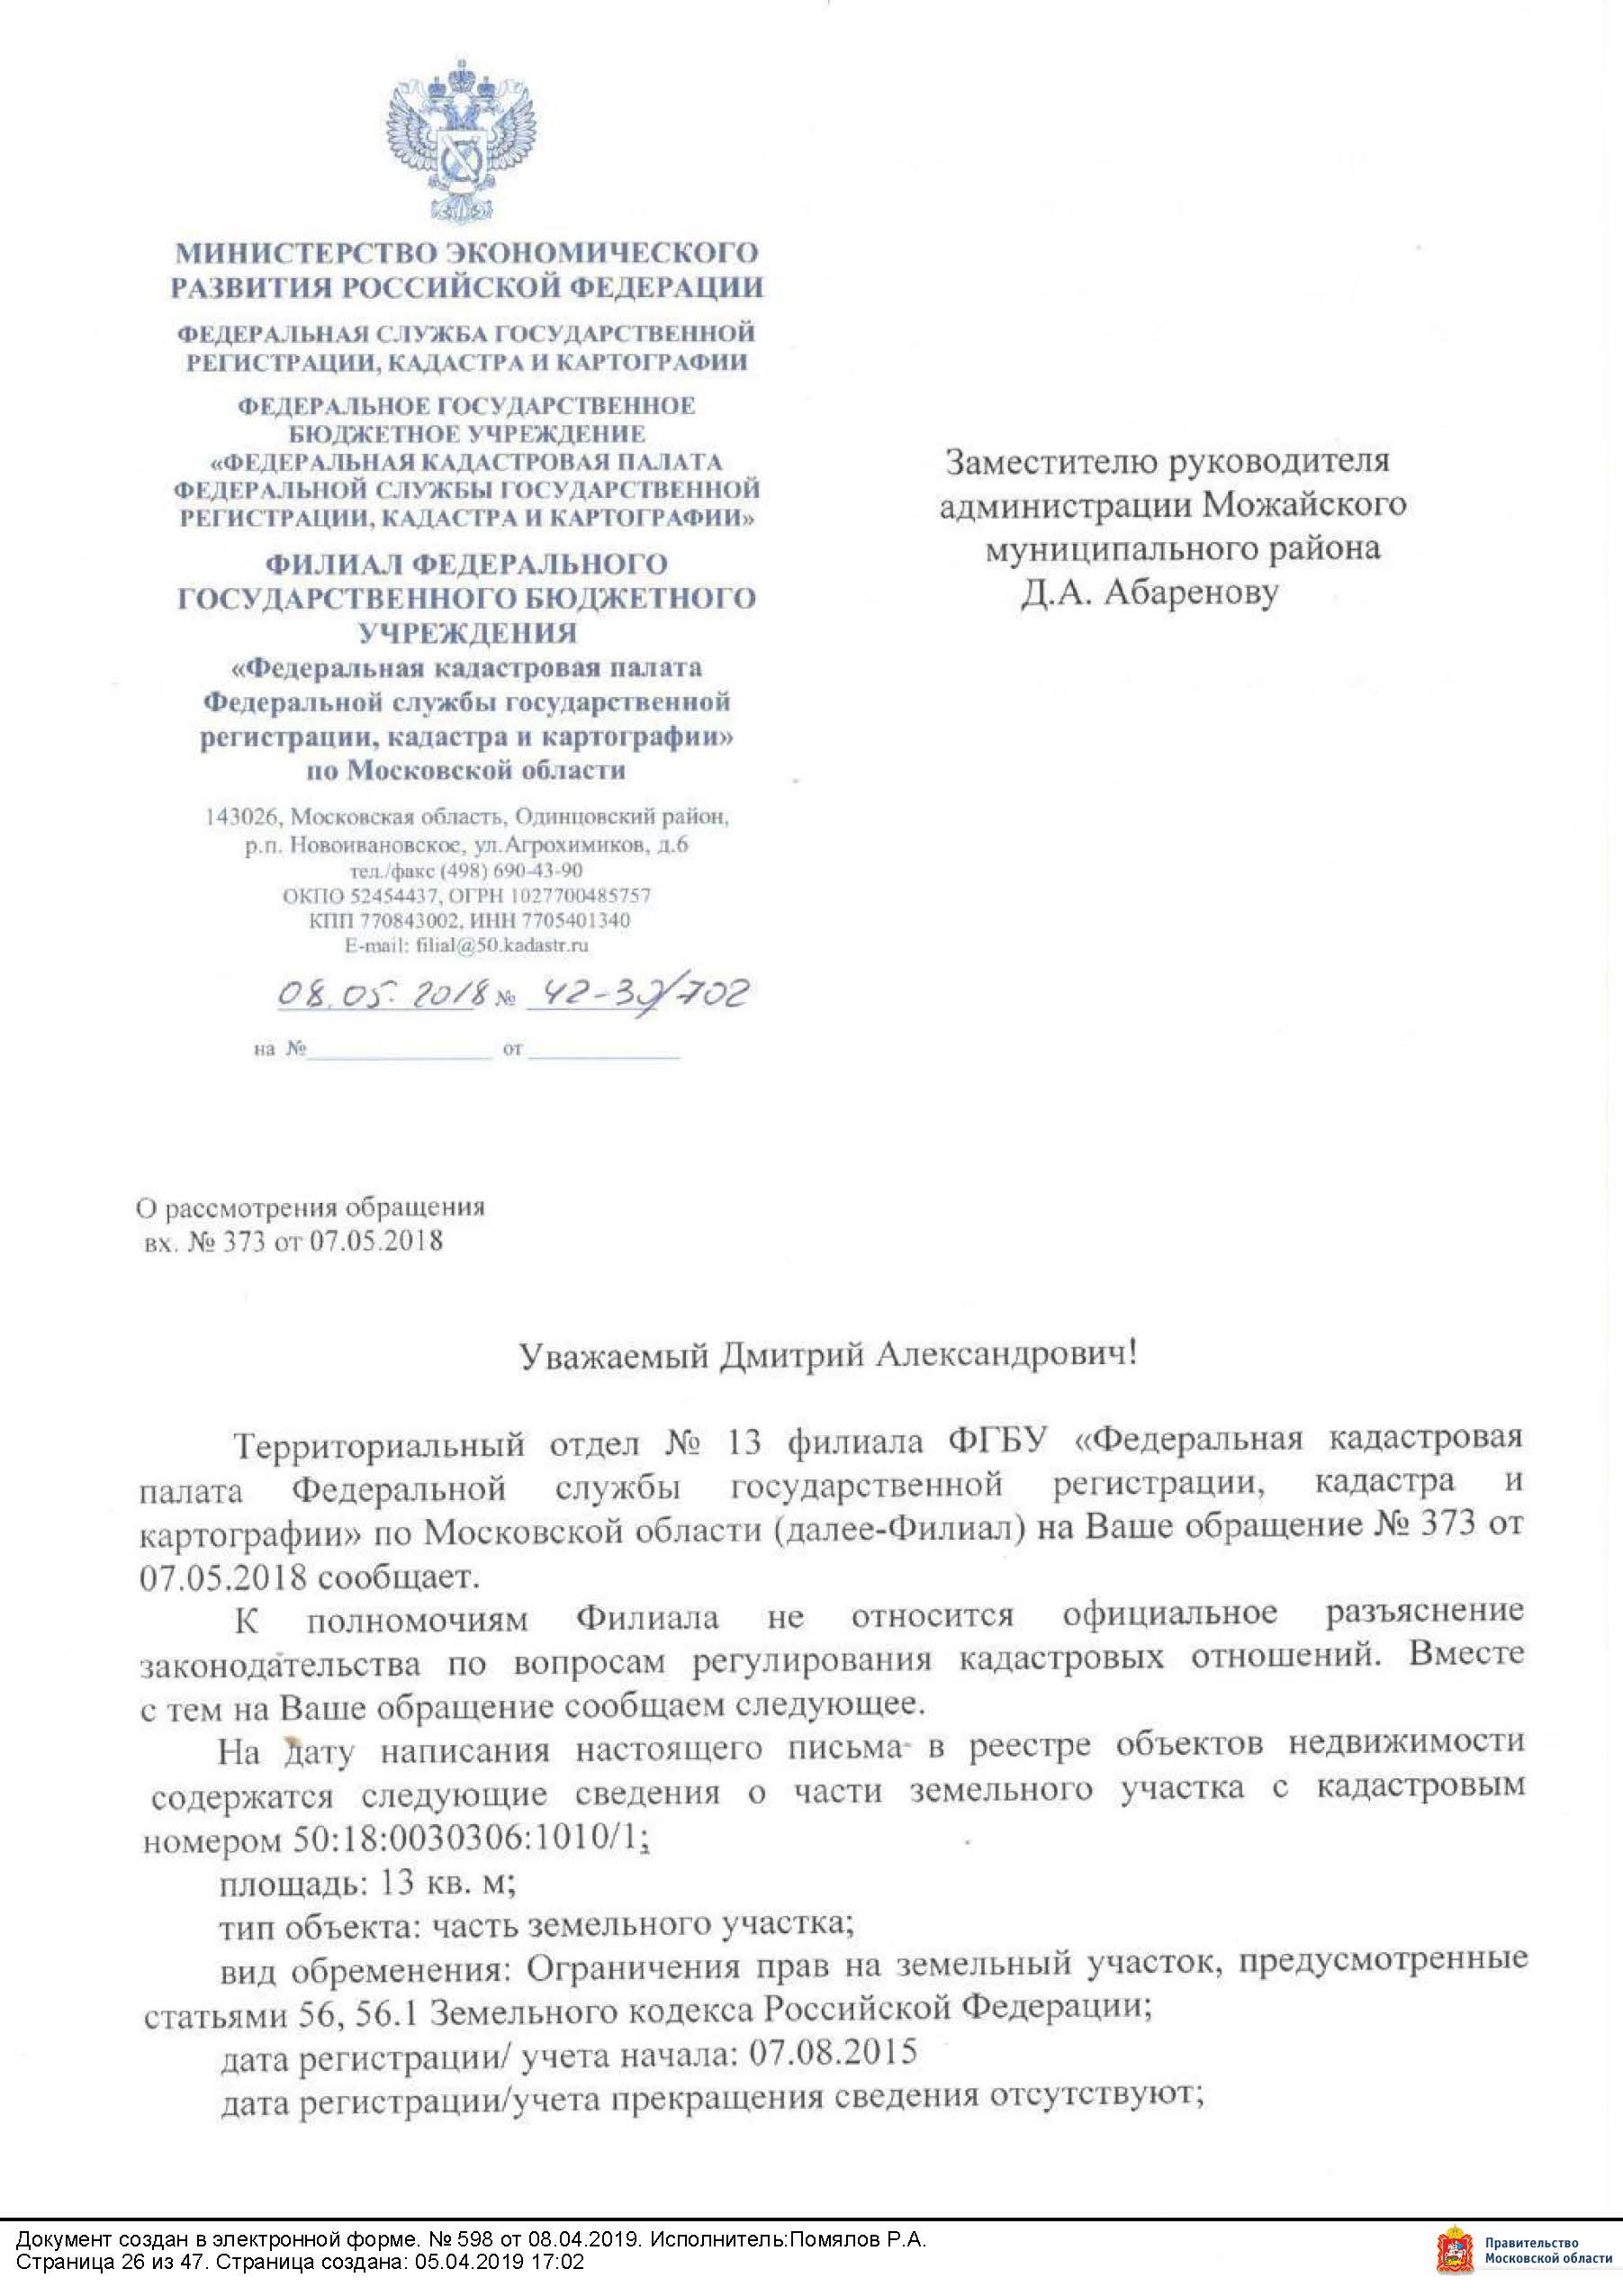 МИНИСТЕРСТВО ЭКОНОМИЧЕСКОГО
РАЗВИТИЯ РОССИЙСКОЙ ФЕДЕРАЦИИ
ФЕДЕРАЛЬНАЯ СЛУЖБА ГОСУДАРСТВЕННОЙ
РЕГИСТРАЦИИ, КАДАСТРА И КАРТОГРАФИИ
ФЕДЕРАЛЬНОЕ ГОСУДАРСТВЕННОЕ
БЮДЖЕТНОЕ УЧРЕЖДЕНИЕ
«ФЕДЕРАЛЬНАЯ КАДАСТРОВАЯ ПАЛАТА
ФЕДЕРАЛЬНОЙ СЛУЖБЫ ГОСУДАРСТВЕННОЙ
РЕГИСТРАЦИИ, КАДАСТРА И КАРТОГРАФИИ»
ФИЛИАЛ ФЕДЕРАЛЬНОГО
ГОСУДАРСТВЕННОГО БЮДЖЕТНОГО
УЧРЕЖДЕНИЯ
«Федеральная кадастровая палата
Федеральной службы государственной
регистрации, кадастра и картографии»
по Московской области
143026, Московская область, Одинцовский район,
р.п. Новоивановское, ул.Агрохимиков, д.6
тел./факс (498) 690-43-90
ОКПО 52454437, ОГРН 1027700485757
КПП 770843002, ИНН 7705401340
E-mail: filial@50.kadastr.ru
08.05.2018 №
на № от
Заместителю руководителя
администрации Можайского
муниципального района
Д.А. Абаренову
О рассмотрения обращения
вх. № 373 от 07.05.2018
Уважаемый Дмитрий Александрович!
Территориальный отдел № 13 филиала ФГБУ «Федеральная кадастровая
палата Федеральной службы государственной регистрации, кадастра и
картографии» по Московской области (далее-Филиал) на Ваше обращение № 373 от
07.05.2018 сообщает.
К полномочиям Филиала не относится официальное разъяснение
законодательства по вопросам регулирования кадастровых отношений. Вместе
с тем на Ваше обращение сообщаем следующее.
На дату написания настоящего письма в реестре объектов недвижимости
содержатся следующие сведения о части земельного участка с кадастровым
номером 50:18:0030306:1010/1;
площадь: 13 кв. м;
тип объекта: часть земельного участка;
вид обременения: Ограничения прав на земельный участок, предусмотренные
статьями 56, 56.1 Земельного кодекса Российской Федерации;
дата регистрации/ учета начала: 07.08.2015
дата регистрации/учета прекращения сведения отсутствуют;
Документ создан в электронной форме. № 598 от 08.04.2019. Исполнитель:Помялов Р.А.
Страница 26 из 47. Страница создана: 05.04.2019 17:02
Правительство
Московской области